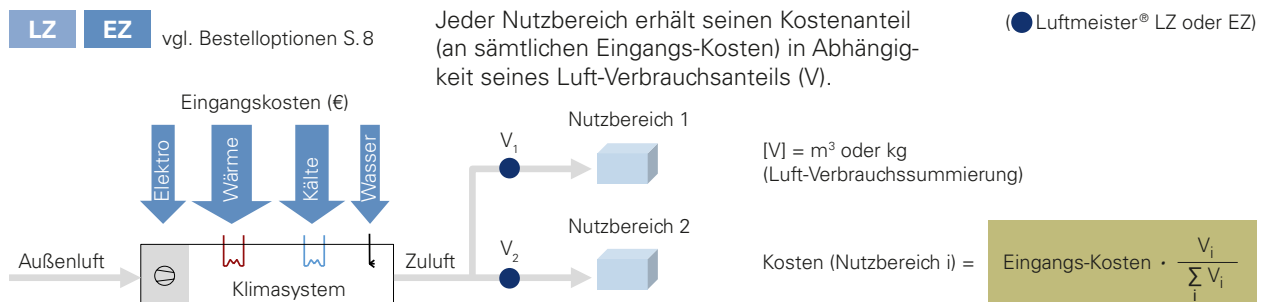 LZ EZ vgl. Bestelloptionen S. 8
Jeder Nutzbereich erhält seinen Kostenanteil
(an sämtlichen Eingangs-Kosten) in Abhängig-
keit seines Luft-Verbrauchsanteils (V).
(Luftmeister® LZ oder EZ)
Eingangskosten (€)
Elektro
Wärme
Kälte
Wasser
Außenluft
Klimasystem
Zuluft
V₁
Nutzbereich 1
V₂
Nutzbereich 2
[V] = m³ oder kg
(Luft-Verbrauchssummierung)
Kosten (Nutzbereich i) = Eingangs-Kosten · Vᵢ
∑ Vᵢ
i